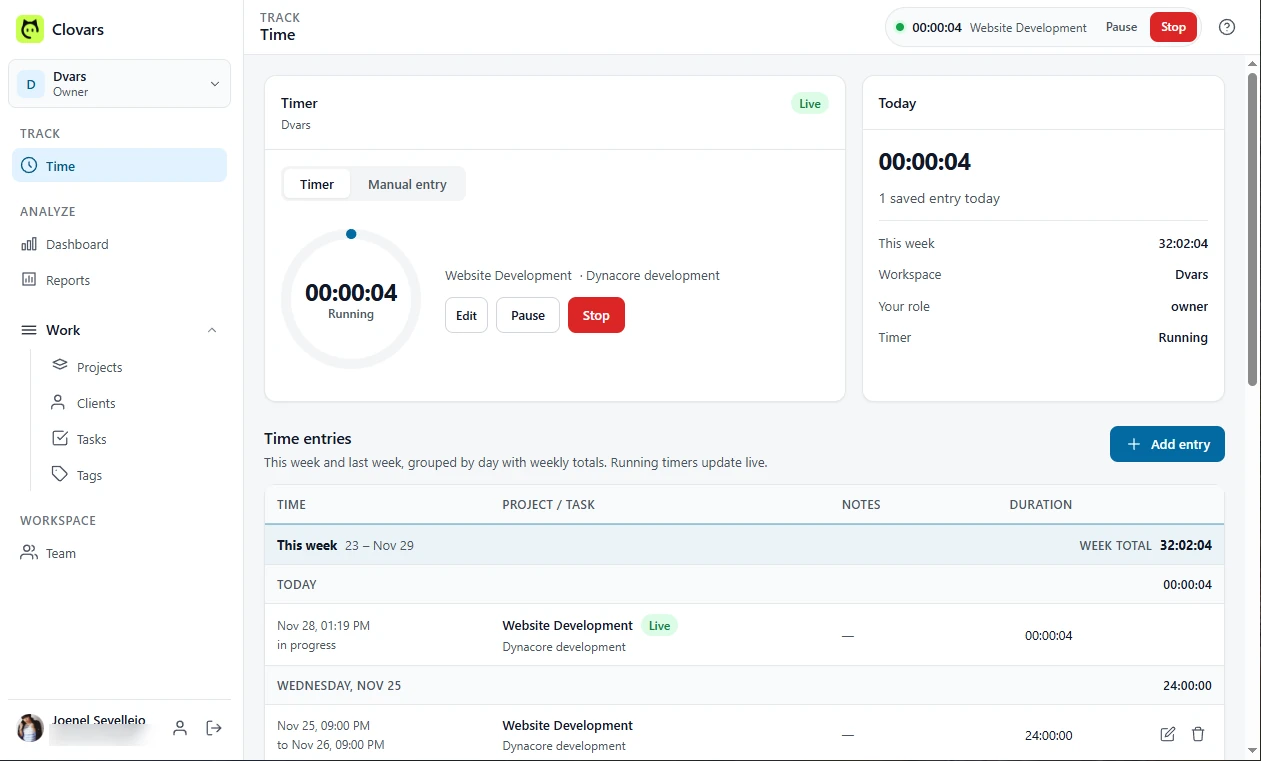 Clovars
D
Dvars
Owner
TRACK
Time
ANALYZE
Dashboard
Reports
Work
Projects
Clients
Tasks
Tags
WORKSPACE
Team
Joenel Sevellejo
TRACK
Time
00:00:04 Website Development Pause Stop
Timer
Dvars
Live
Timer Manual entry
00:00:04
Running
Website Development · Dynacore development
Edit Pause Stop
Today
00:00:04
1 saved entry today
This week 32:02:04
Workspace Dvars
Your role owner
Timer Running
Time entries
This week and last week, grouped by day with weekly totals. Running timers update live.
Add entry
TIME PROJECT / TASK NOTES DURATION
This week 23 – Nov 29 WEEK TOTAL 32:02:04
TODAY 00:00:04
Nov 28, 01:19 PM
in progress
Website Development Live
Dynacore development
—
00:00:04
WEDNESDAY, NOV 25 24:00:00
Nov 25, 09:00 PM
to Nov 26, 09:00 PM
Website Development
Dynacore development
—
24:00:00